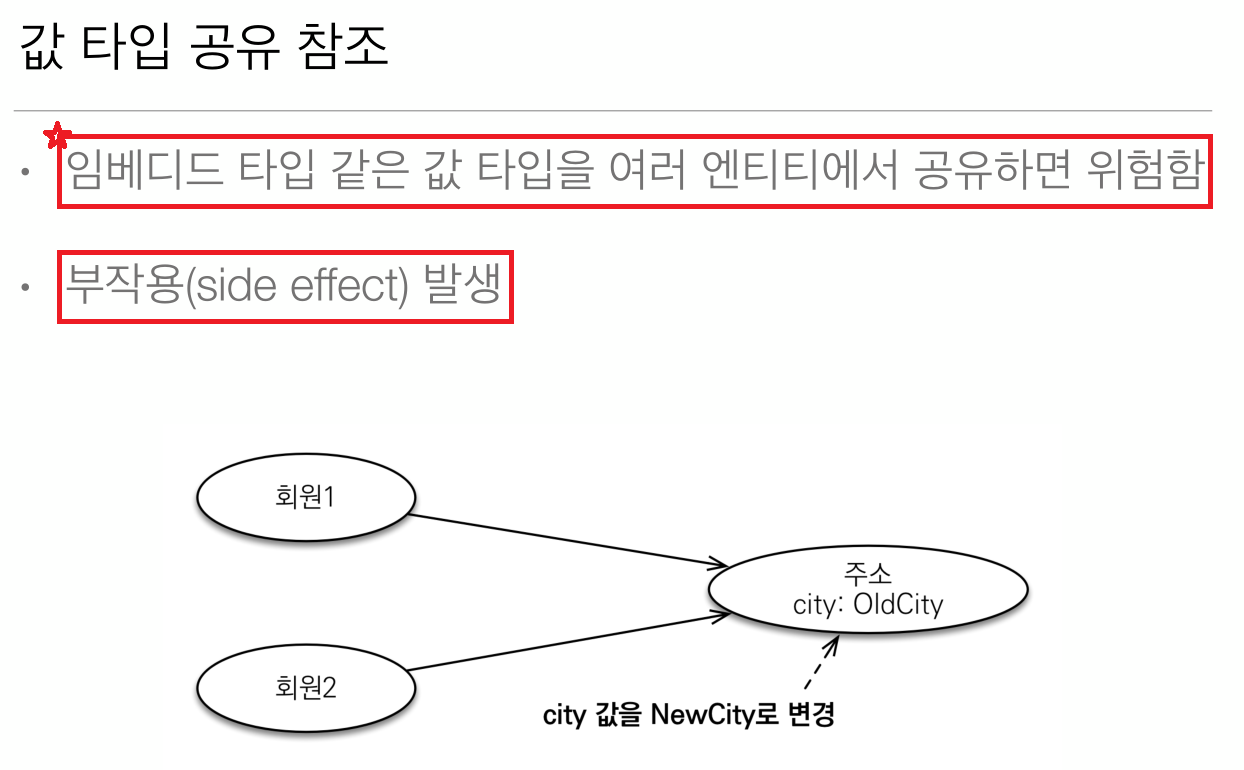 값 타입 공유 참조
• 임베디드 타입 같은 값 타입을 여러 엔티티에서 공유하면 위험함
• 부작용(side effect) 발생
회원1
주소
city: OldCity
회원2
city 값을 NewCity로 변경